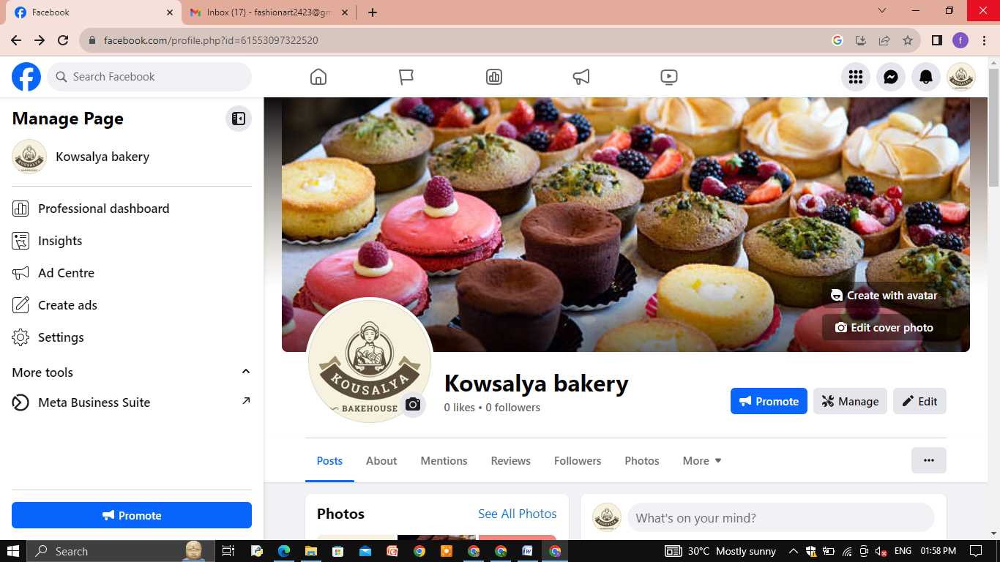 Facebook
Inbox (17) - fashionart2423@gm
facebook.com/profile.php?id=61553097322520
G
f
Search Facebook
Manage Page
Kowsalya bakery
Professional dashboard
Insights
Ad Centre
Create ads
Settings
More tools
Meta Business Suite
Promote
Create with avatar
Edit cover photo
KOUSALYA
BAKEHOUSE
Kowsalya bakery
0 likes • 0 followers
Promote
Manage
Edit
Posts About Mentions Reviews Followers Photos More
Photos
See All Photos
What's on your mind?
Search
30°C Mostly sunny
ENG
01:58 PM